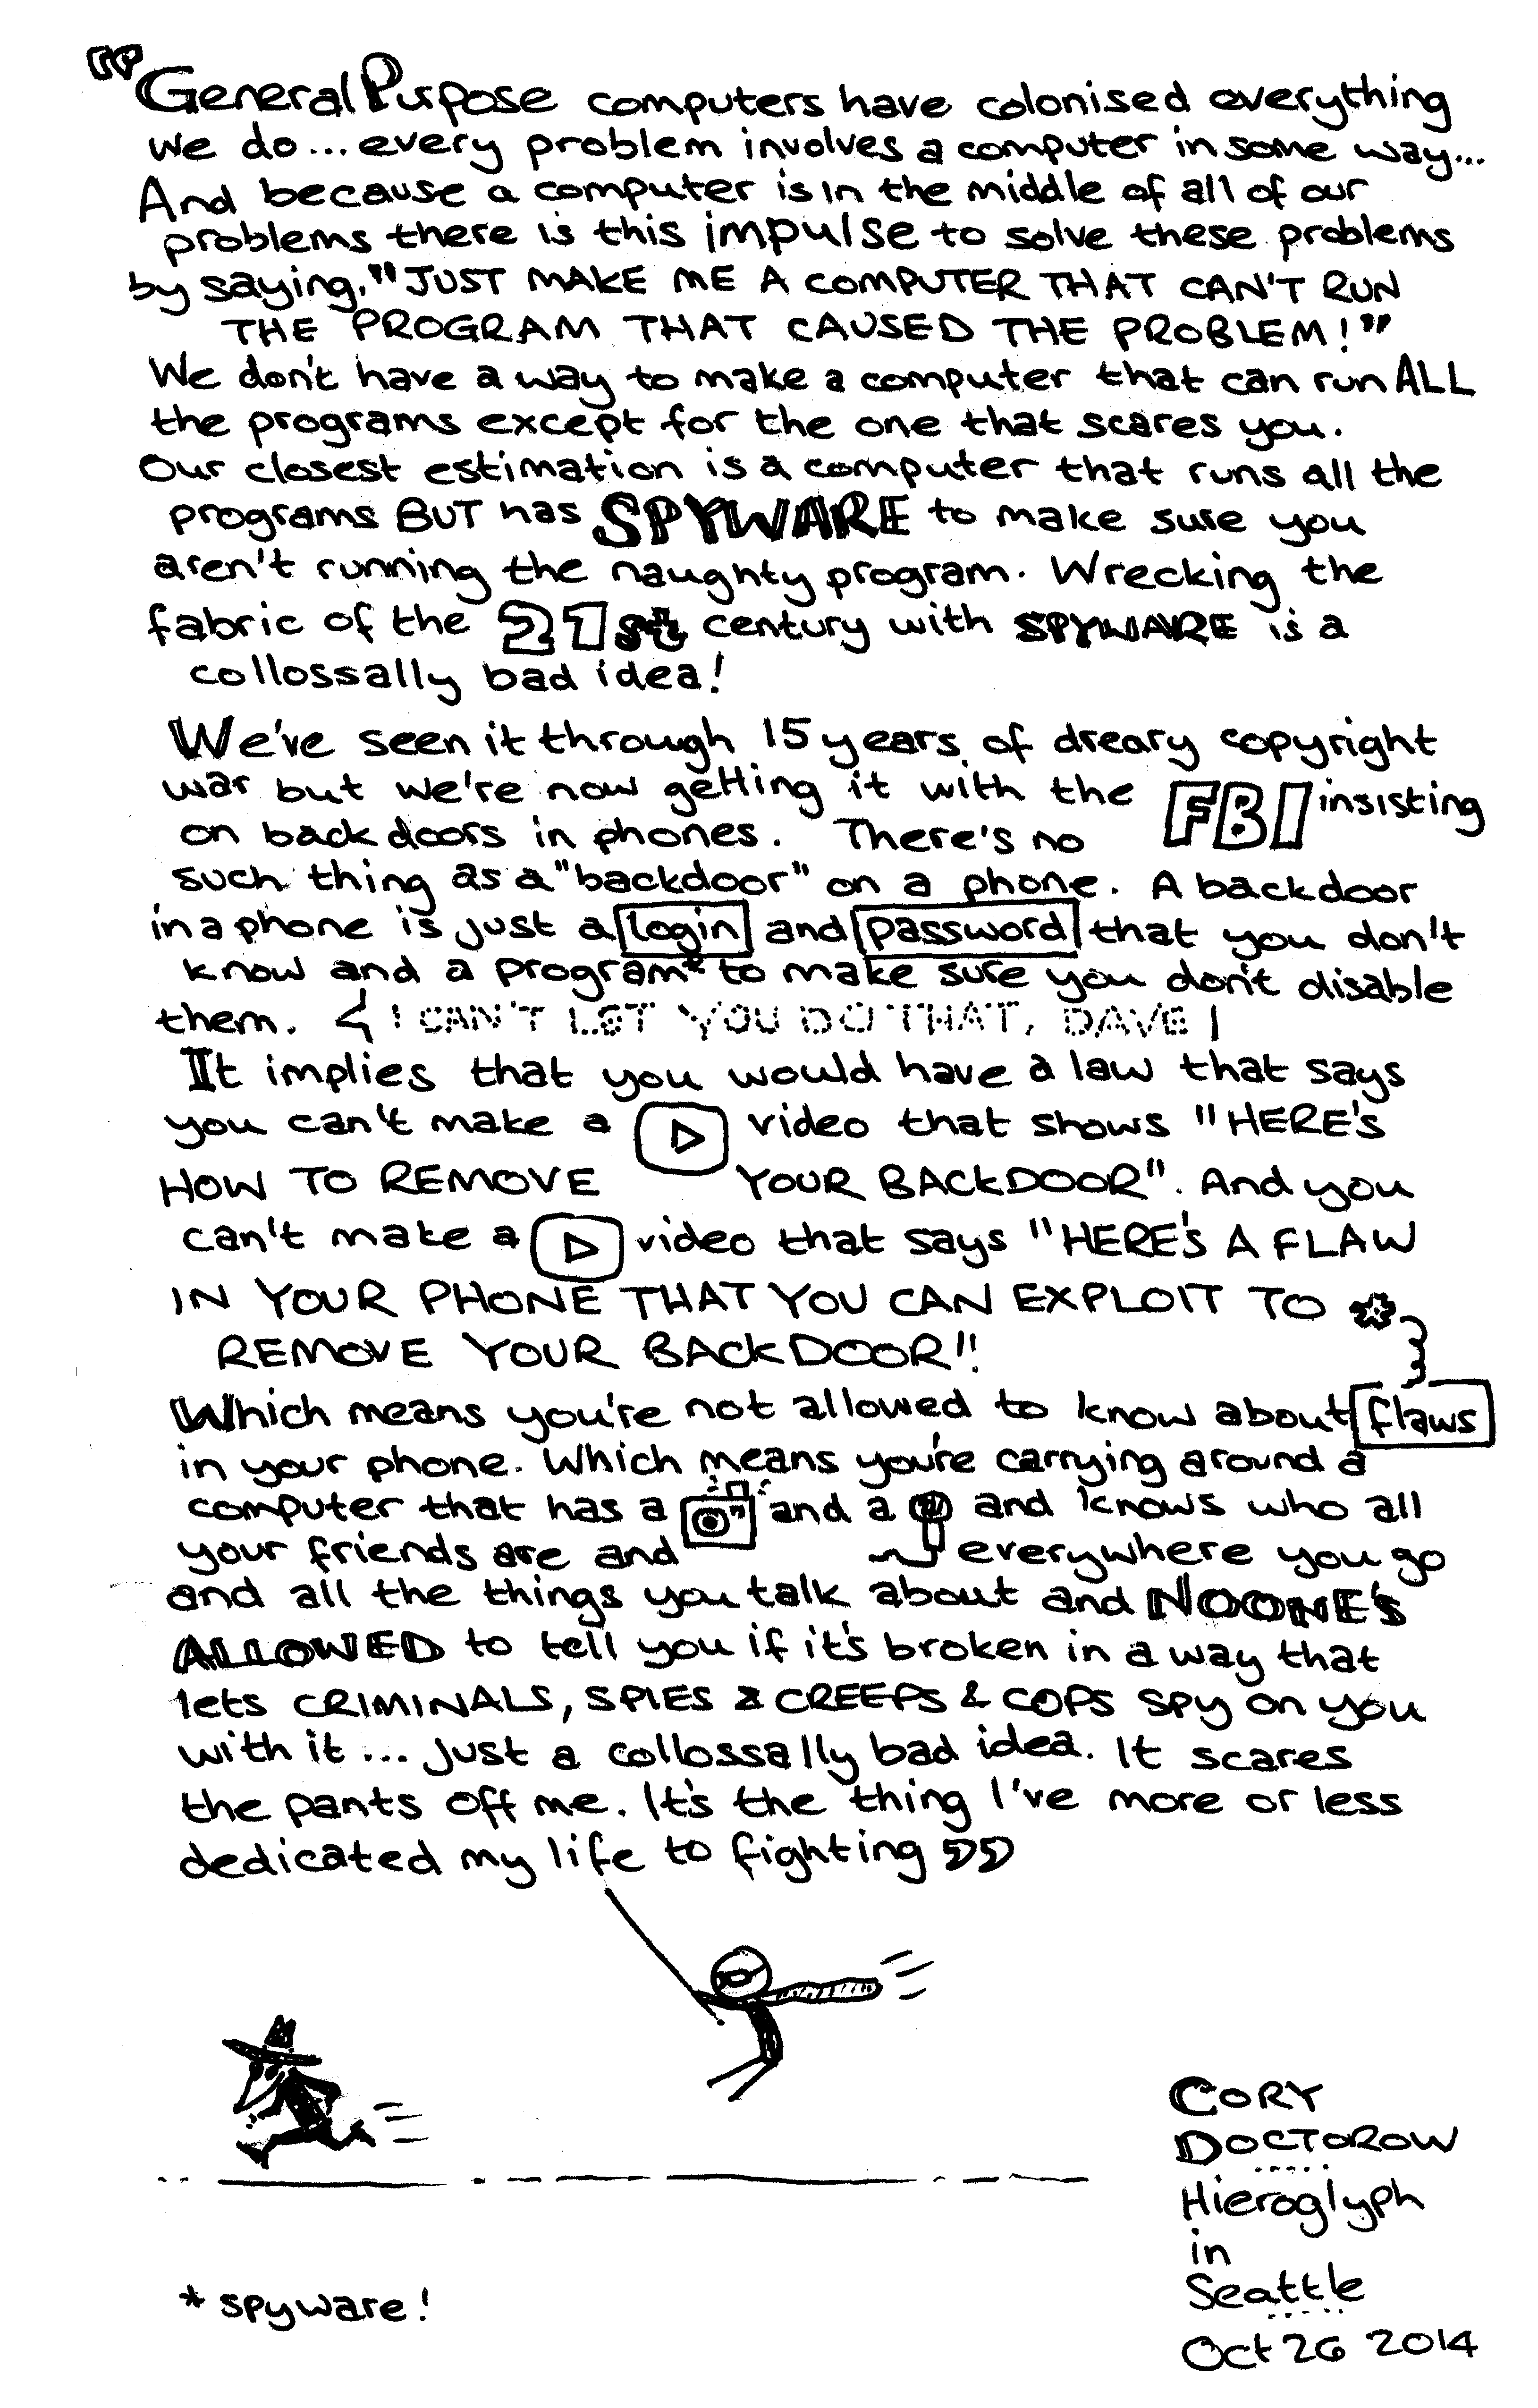 "General Purpose computers have colonised everything
we do... every problem involves a computer in some way...
And because a computer is in the middle of all of our
problems there is this impulse to solve these problems
by saying, "JUST MAKE ME A COMPUTER THAT CAN'T RUN
THE PROGRAM THAT CAUSED THE PROBLEM!"
We don't have a way to make a computer that can run ALL
the programs except for the one that scares you.
Our closest estimation is a computer that runs all the
programs BUT has SPYWARE to make sure you
aren't running the naughty program. Wrecking the
fabric of the 21st century with SPYWARE is a
collossally bad idea!
We've seen it through 15 years of dreary copyright
war but we're now getting it with the FBI insisting
on back doors in phones. There's no
such thing as a "backdoor" on a phone. A backdoor
in a phone is just a login and password that you don't
know and a program* to make sure you don't disable
them. < I CAN'T LET YOU DO THAT, DAVE |
It implies that you would have a law that says
you can't make a video that shows "HERE'S
HOW TO REMOVE YOUR BACKDOOR". And you
can't make a video that says "HERE'S A FLAW
IN YOUR PHONE THAT YOU CAN EXPLOIT TO
REMOVE YOUR BACKDOOR!!
Which means you're not allowed to know about flaws
in your phone. Which means you're carrying around a
computer that has a and a and knows who all
your friends are and everywhere you go
and all the things you talk about and NOONE'S
ALLOWED to tell you if it's broken in a way that
lets CRIMINALS, SPIES & CREEPS & COPS SPY on you
with it... just a collossally bad idea. It scares
the pants off me. It's the thing I've more or less
dedicated my life to fighting "
CORY
DOCTOROW
Hieroglyph
in
Seattle
Oct 26 2014
* spyware!